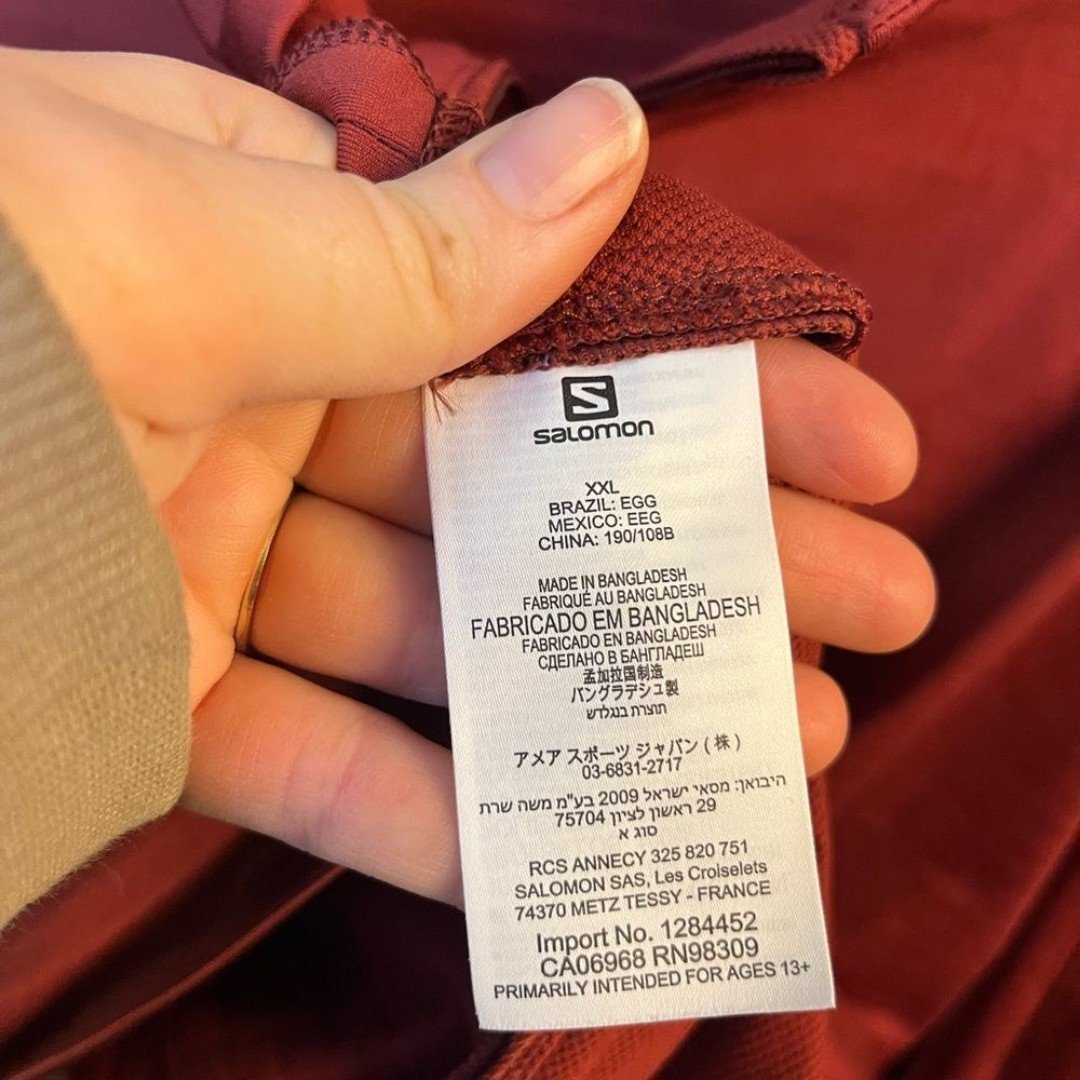 S
SALOMON
XXL
BRAZIL: EGG
MEXICO: EEG
CHINA: 190/108B
MADE IN BANGLADESH
FABRIQUÉ AU BANGLADESH
FABRICADO EM BANGLADESH
FABRICADO EN BANGLADESH
СДЕЛАНО В БАНГЛАДЕШ
孟加拉国制造
バングラデシュ製
תוצרת בנגלדש
アメア スポーツ ジャパン ( 株 )
03-6831-2717
היבואן: מסאי ישראל 2009 בע"מ משה שרת
29 ראשון לציון 75704
סוג א
RCS ANNECY 325 820 751
SALOMON SAS, Les Croiselets
74370 METZ TESSY - FRANCE
Import No. 1284452
CA06968 RN98309
PRIMARILY INTENDED FOR AGES 13+